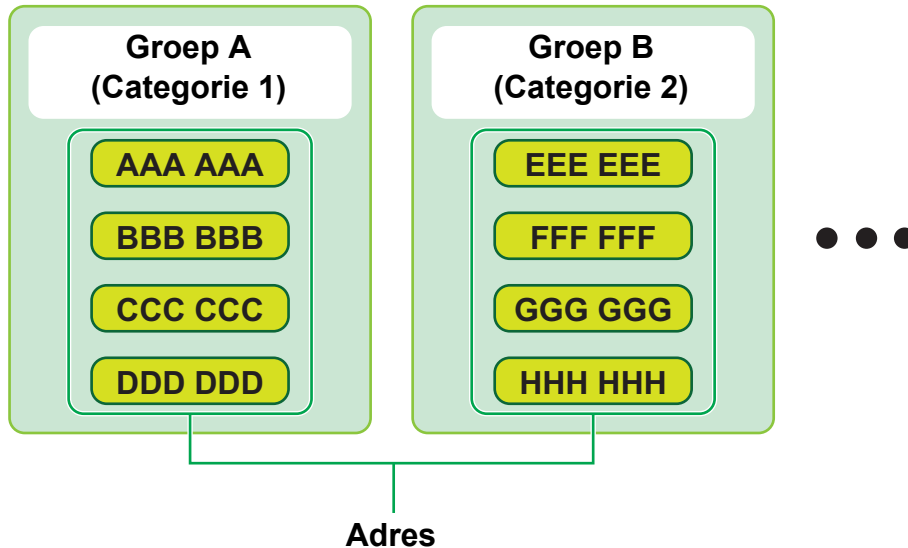 Groep A
(Categorie 1)
AAA AAA
BBB BBB
CCC CCC
DDD DDD
Groep B
(Categorie 2)
EEE EEE
FFF FFF
GGG GGG
HHH HHH
Adres